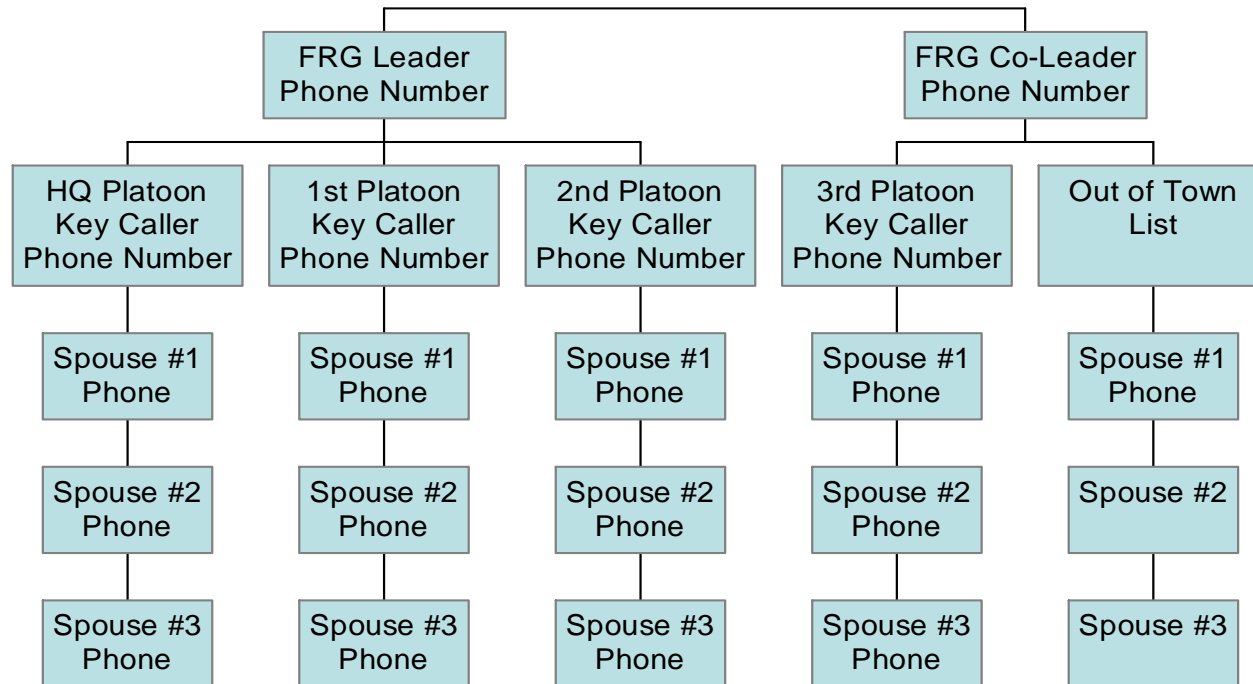 FRG Leader
Phone Number
FRG Co-Leader
Phone Number
HQ Platoon
Key Caller
Phone Number
1st Platoon
Key Caller
Phone Number
2nd Platoon
Key Caller
Phone Number
3rd Platoon
Key Caller
Phone Number
Out of Town
List
Spouse #1
Phone
Spouse #1
Phone
Spouse #1
Phone
Spouse #1
Phone
Spouse #1
Phone
Spouse #2
Phone
Spouse #2
Phone
Spouse #2
Phone
Spouse #2
Phone
Spouse #2
Spouse #3
Phone
Spouse #3
Phone
Spouse #3
Phone
Spouse #3
Phone
Spouse #3